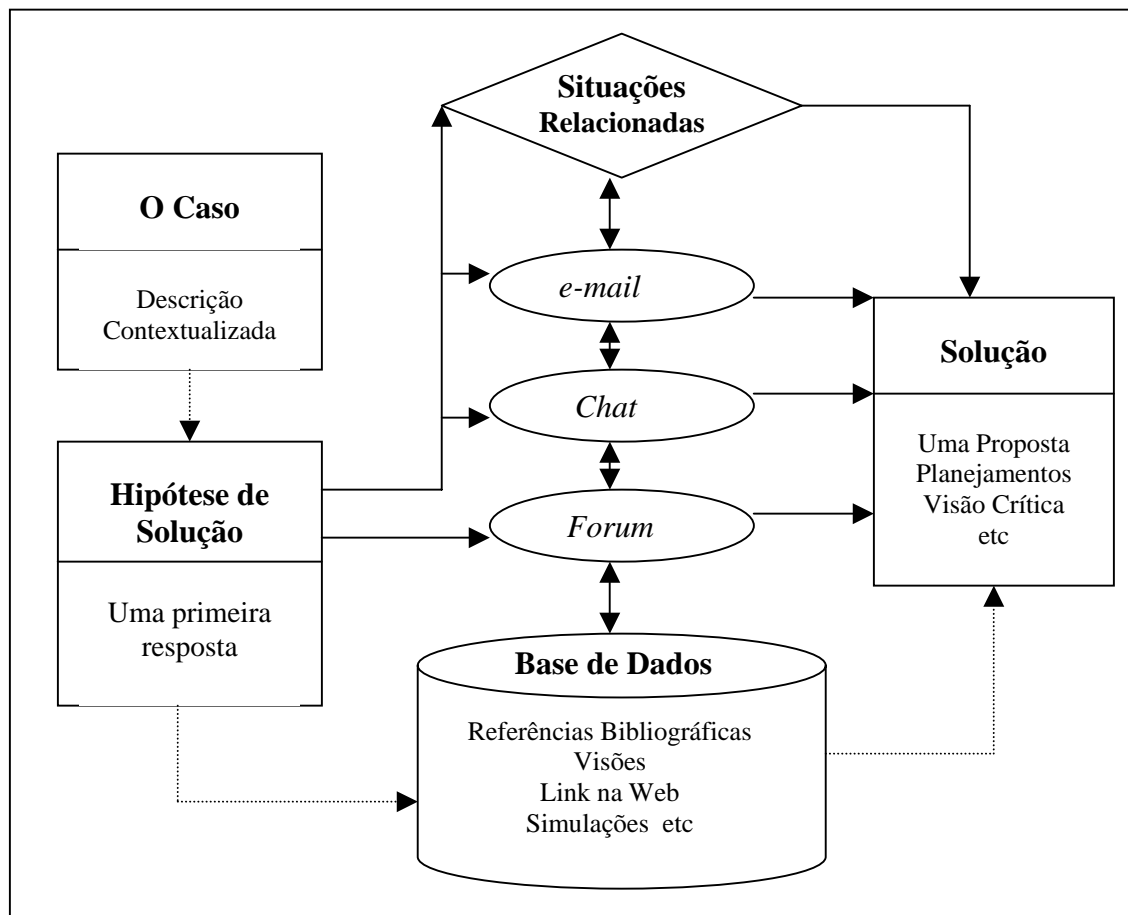 Situações
Relacionadas
O Caso
Descrição
Contextualizada
Hipótese de
Solução
Uma primeira
resposta
e-mail
Chat
Forum
Base de Dados
Referências Bibliográficas
Visões
Link na Web
Simulações etc
Solução
Uma Proposta
Planejamentos
Visão Crítica
etc